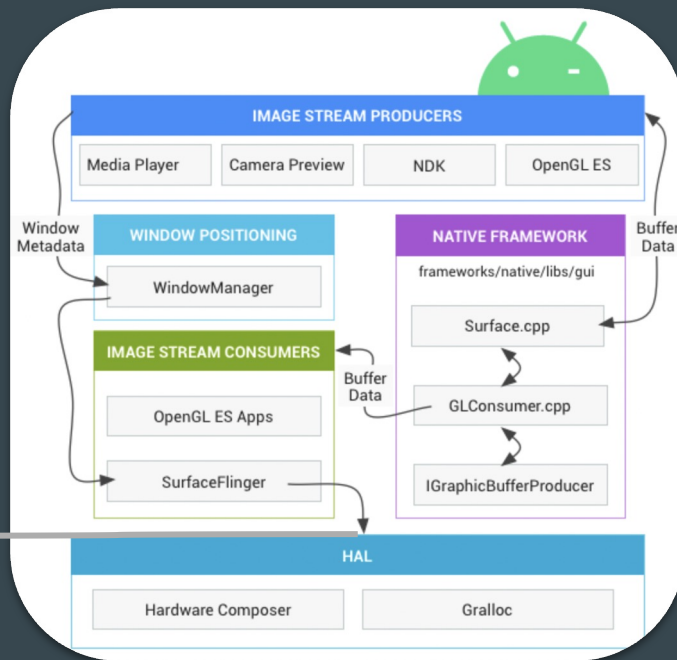 IMAGE STREAM PRODUCERS
Media Player
Camera Preview
NDK
OpenGL ES
Window
Metadata
Buffer
Data
WINDOW POSITIONING
WindowManager
NATIVE FRAMEWORK
frameworks/native/libs/gui
Surface.cpp
IMAGE STREAM CONSUMERS
Buffer
Data
OpenGL ES Apps
GLConsumer.cpp
SurfaceFlinger
IGraphicBufferProducer
HAL
Hardware Composer
Gralloc